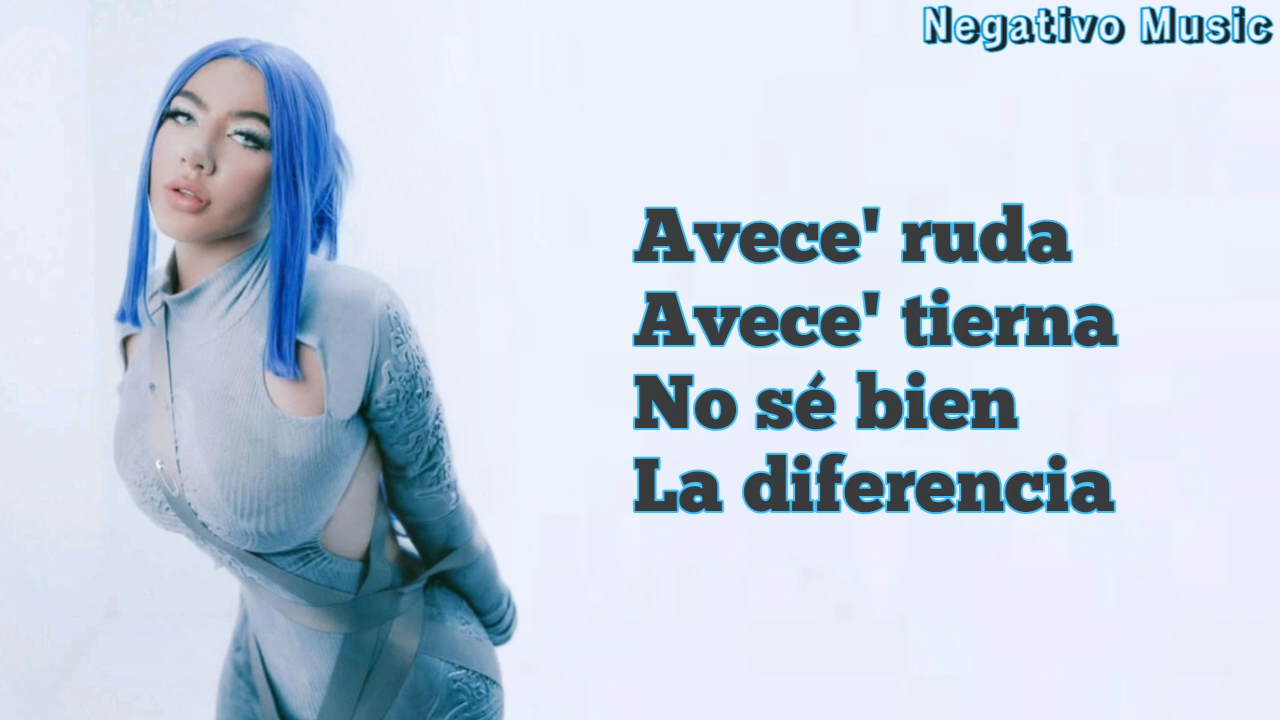 Negativo Music
Avece' ruda
Avece' tierna
No sé bien
La diferencia